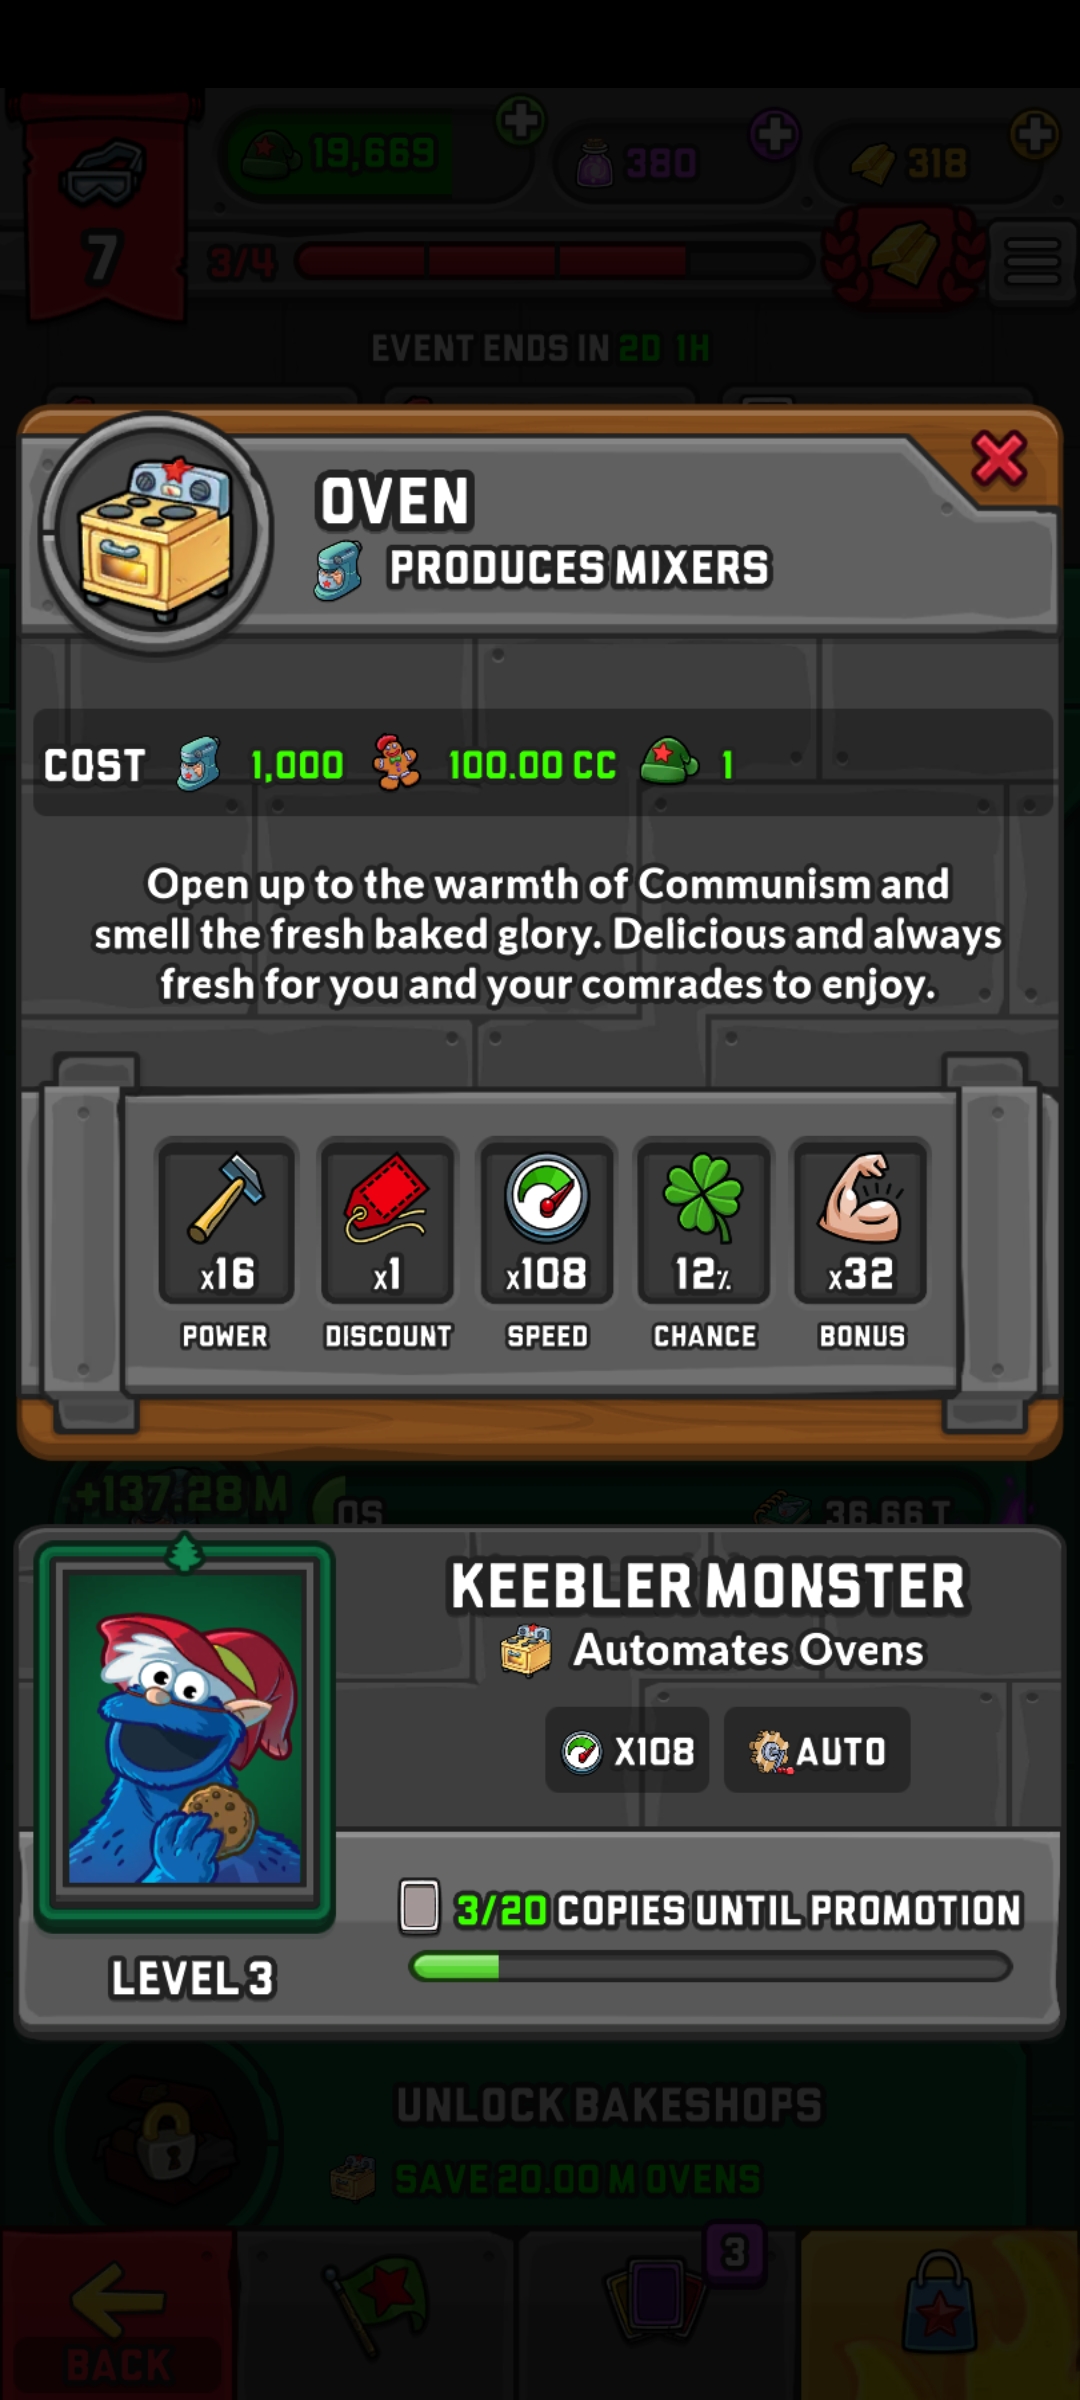 19,669
380
318
7
3/4
EVENT ENDS IN 2D 1H
OVEN
PRODUCES MIXERS
COST 1,000 100.00 CC 1
Open up to the warmth of Communism and
smell the fresh baked glory. Delicious and always
fresh for you and your comrades to enjoy.
x16 x1 x108 12% x32
POWER DISCOUNT SPEED CHANCE BONUS
+137.28 M 0S 36.66 T
KEEBLER MONSTER
Automates Ovens
X108 AUTO
3/20 COPIES UNTIL PROMOTION
LEVEL 3
UNLOCK BAKESHOPS
SAVE 20.00 M OVENS
3
BACK